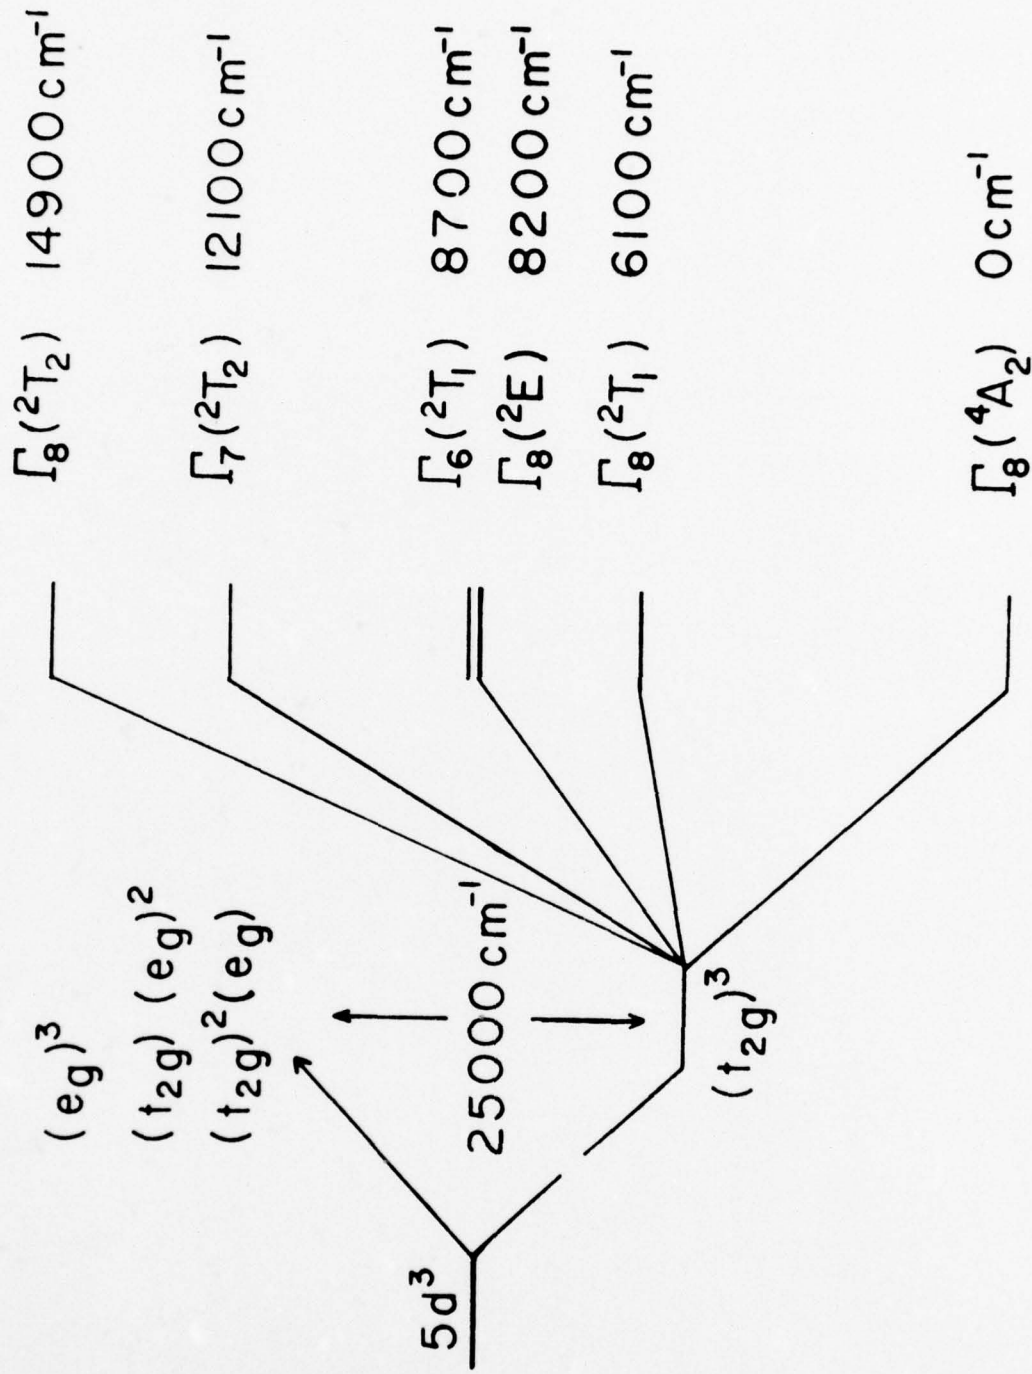 5d³
(eg)³
(t₂g) (eg)²
(t₂g)²(eg)
25000 cm⁻¹
(t₂g)³
Γ₈(²T₂) 14900 cm⁻¹
Γ₇(²T₂) 12100 cm⁻¹
Γ₆(²T₁) 8700 cm⁻¹
Γ₈(²E) 8200 cm⁻¹
Γ₈(²T₁) 6100 cm⁻¹
Γ₈(⁴A₂) 0 cm⁻¹